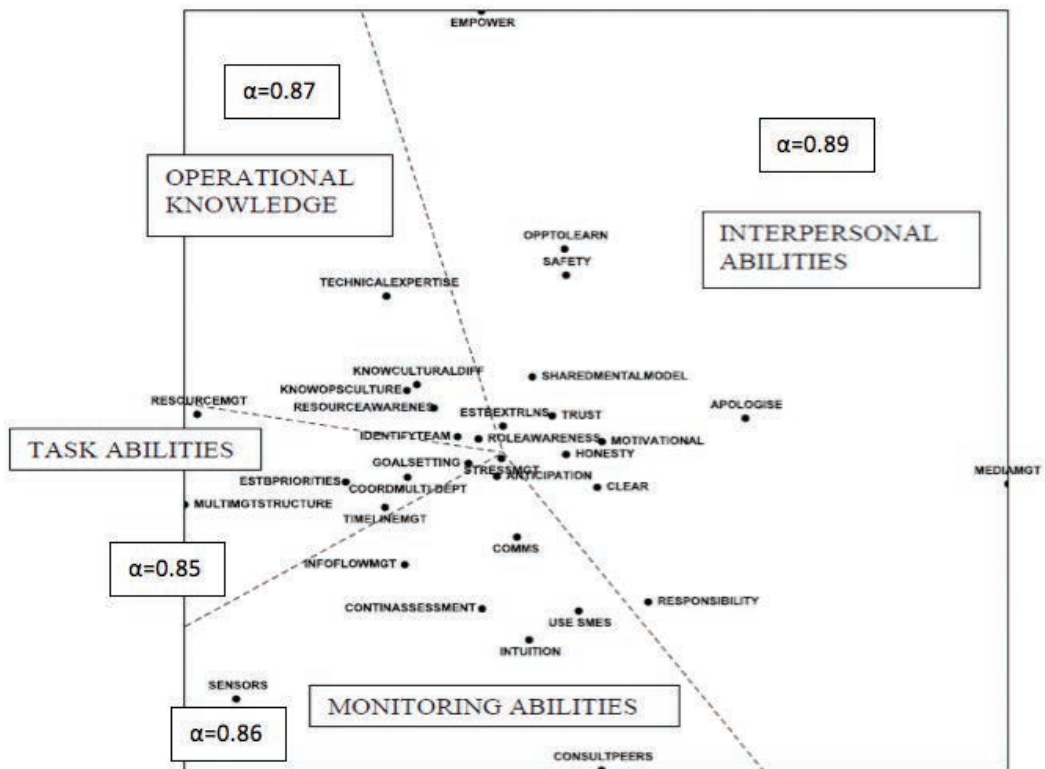 EMPOWER
α=0.87
α=0.89
OPERATIONAL
KNOWLEDGE
INTERPERSONAL
ABILITIES
OPPTOLEARN
SAFETY
TECHNICALEXPERTISE
KNOWCULTURALDIFF
SHAREDMENTALMODEL
KNOWOPSCULTURE
RESOURCEMGT
RESOURCEAWARENES
ESTBEXTRLNS
TRUST
APOLOGISE
TASK ABILITIES
IDENTIFYTEAM
ROLEAWARENESS
MOTIVATIONAL
HONESTY
GOALSETTING
STRESSMGT
MEDIAMGT
ESTBPRIORITIES
COORDMULTI DEPT
ANTICIPATION
CLEAR
MULTIMGTSTRUCTURE
TIMELINEMGT
COMMS
α=0.85
INFOFLOWMGT
CONTINASSESSMENT
RESPONSIBILITY
USE SMES
INTUITION
SENSORS
MONITORING ABILITIES
α=0.86
CONSULTPEERS